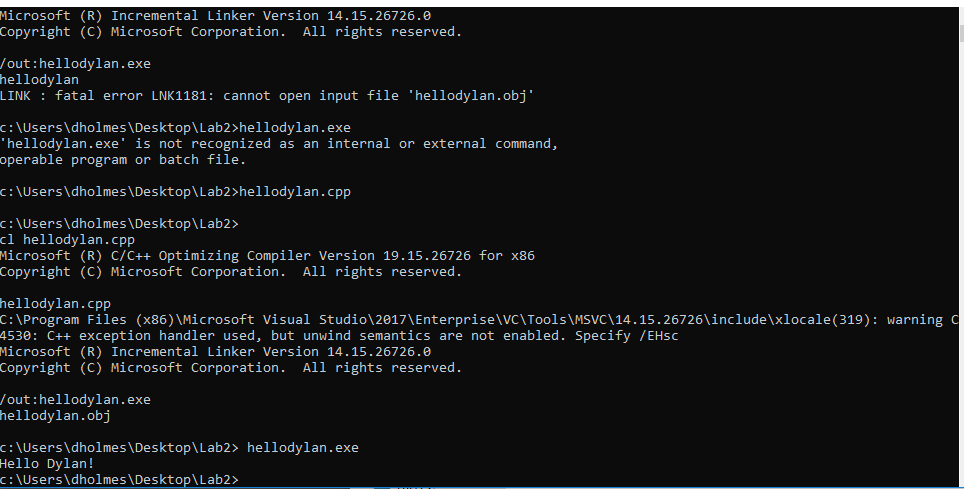 Microsoft (R) Incremental Linker Version 14.15.26726.0
Copyright (C) Microsoft Corporation.  All rights reserved.
/out:hellodylan.exe
hellodylan
LINK : fatal error LNK1181: cannot open input file 'hellodylan.obj'
c:\Users\dholmes\Desktop\Lab2>hellodylan.exe
'hellodylan.exe' is not recognized as an internal or external command,
operable program or batch file.
c:\Users\dholmes\Desktop\Lab2>hellodylan.cpp
c:\Users\dholmes\Desktop\Lab2>
cl hellodylan.cpp
Microsoft (R) C/C++ Optimizing Compiler Version 19.15.26726 for x86
Copyright (C) Microsoft Corporation.  All rights reserved.
hellodylan.cpp
C:\Program Files (x86)\Microsoft Visual Studio\2017\Enterprise\VC\Tools\MSVC\14.15.26726\include\xlocale(319): warning C
4530: C++ exception handler used, but unwind semantics are not enabled. Specify /EHsc
Microsoft (R) Incremental Linker Version 14.15.26726.0
Copyright (C) Microsoft Corporation.  All rights reserved.
/out:hellodylan.exe
hellodylan.obj
c:\Users\dholmes\Desktop\Lab2> hellodylan.exe
Hello Dylan!
c:\Users\dholmes\Desktop\Lab2>